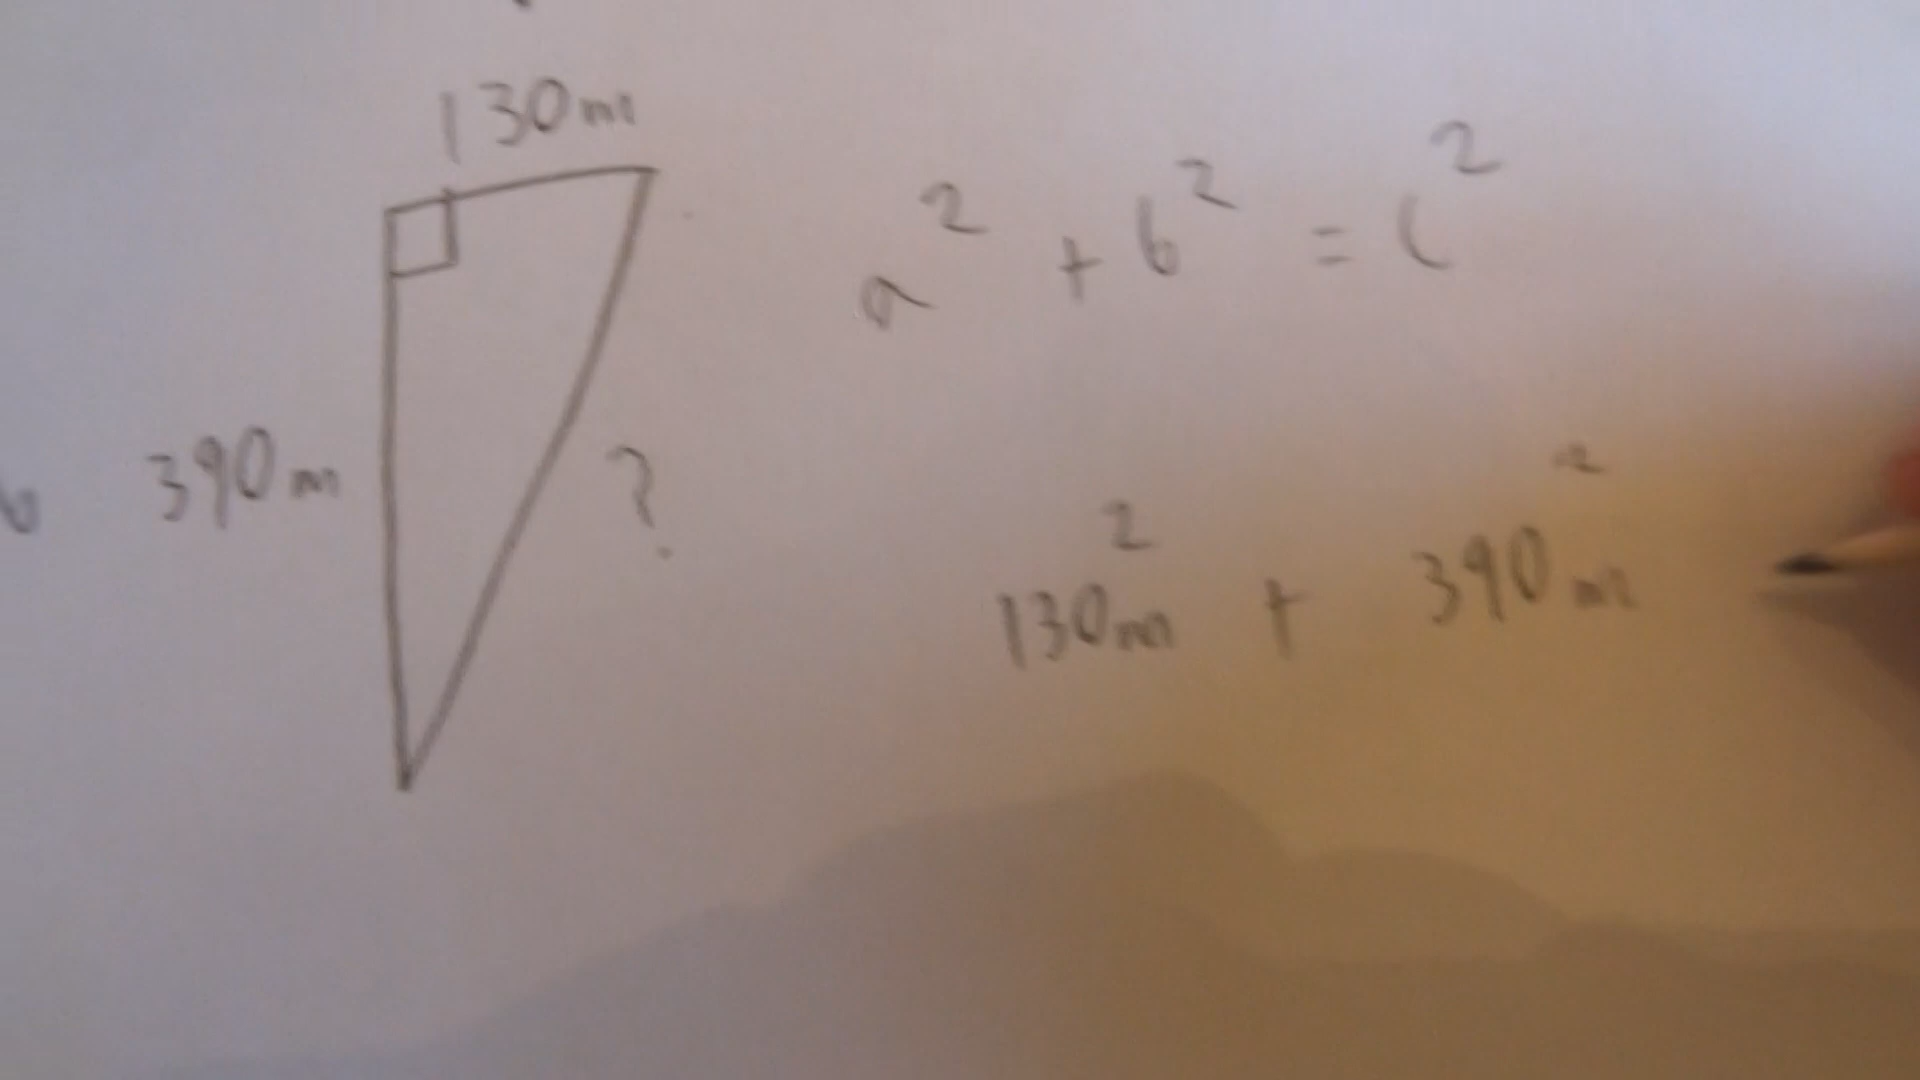 130m
a² + b² = c²
390m
?
130m² + 390m²